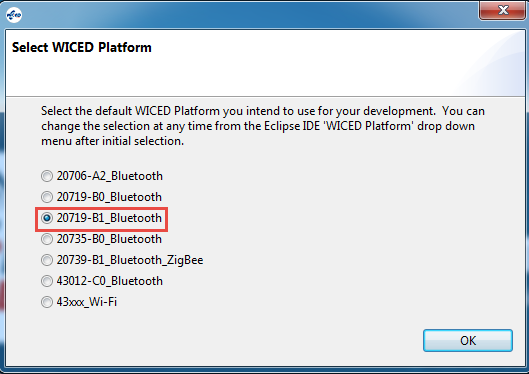 WICED
Select WICED Platform
Select the default WICED Platform you intend to use for your development. You can
change the selection at any time from the Eclipse IDE 'WICED Platform' drop down
menu after initial selection.
20706-A2_Bluetooth
20719-B0_Bluetooth
20719-B1_Bluetooth
20735-B0_Bluetooth
20739-B1_Bluetooth_ZigBee
43012-C0_Bluetooth
43xxx_Wi-Fi
OK